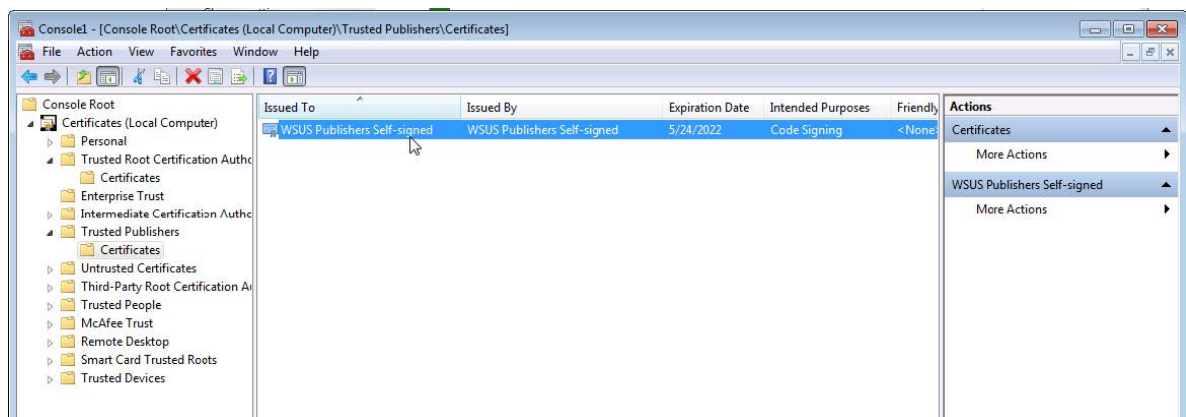 Console1 - [Console Root\Certificates (Local Computer)\Trusted Publishers\Certificates]
File Action View Favorites Window Help
Console Root
Certificates (Local Computer)
Personal
Trusted Root Certification Autho
Certificates
Enterprise Trust
Intermediate Certification Autho
Trusted Publishers
Certificates
Untrusted Certificates
Third-Party Root Certification Au
Trusted People
McAfee Trust
Remote Desktop
Smart Card Trusted Roots
Trusted Devices
Issued To Issued By Expiration Date Intended Purposes Friendly
WSUS Publishers Self-signed WSUS Publishers Self-signed 5/24/2022 Code Signing <None>
Actions
Certificates
More Actions
WSUS Publishers Self-signed
More Actions